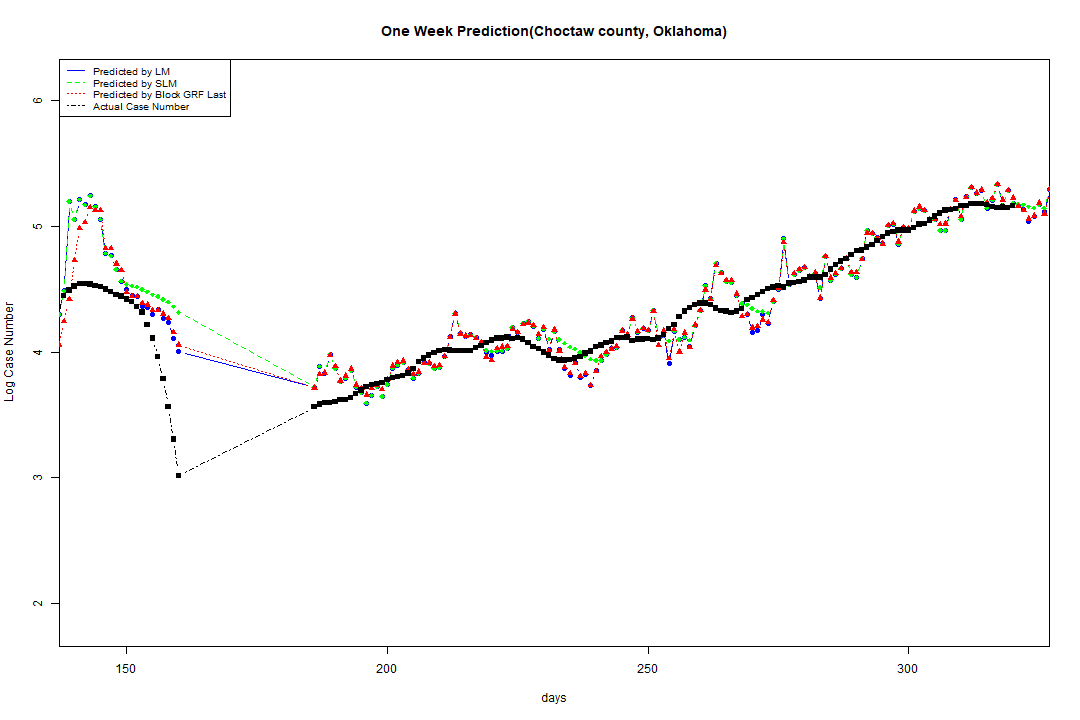 One Week Prediction(Choctaw county, Oklahoma)
Predicted by LM
Predicted by SLM
Predicted by Block GRF Last
Actual Case Number
6
5
4
3
2
Log Case Number
150 200 250 300
days